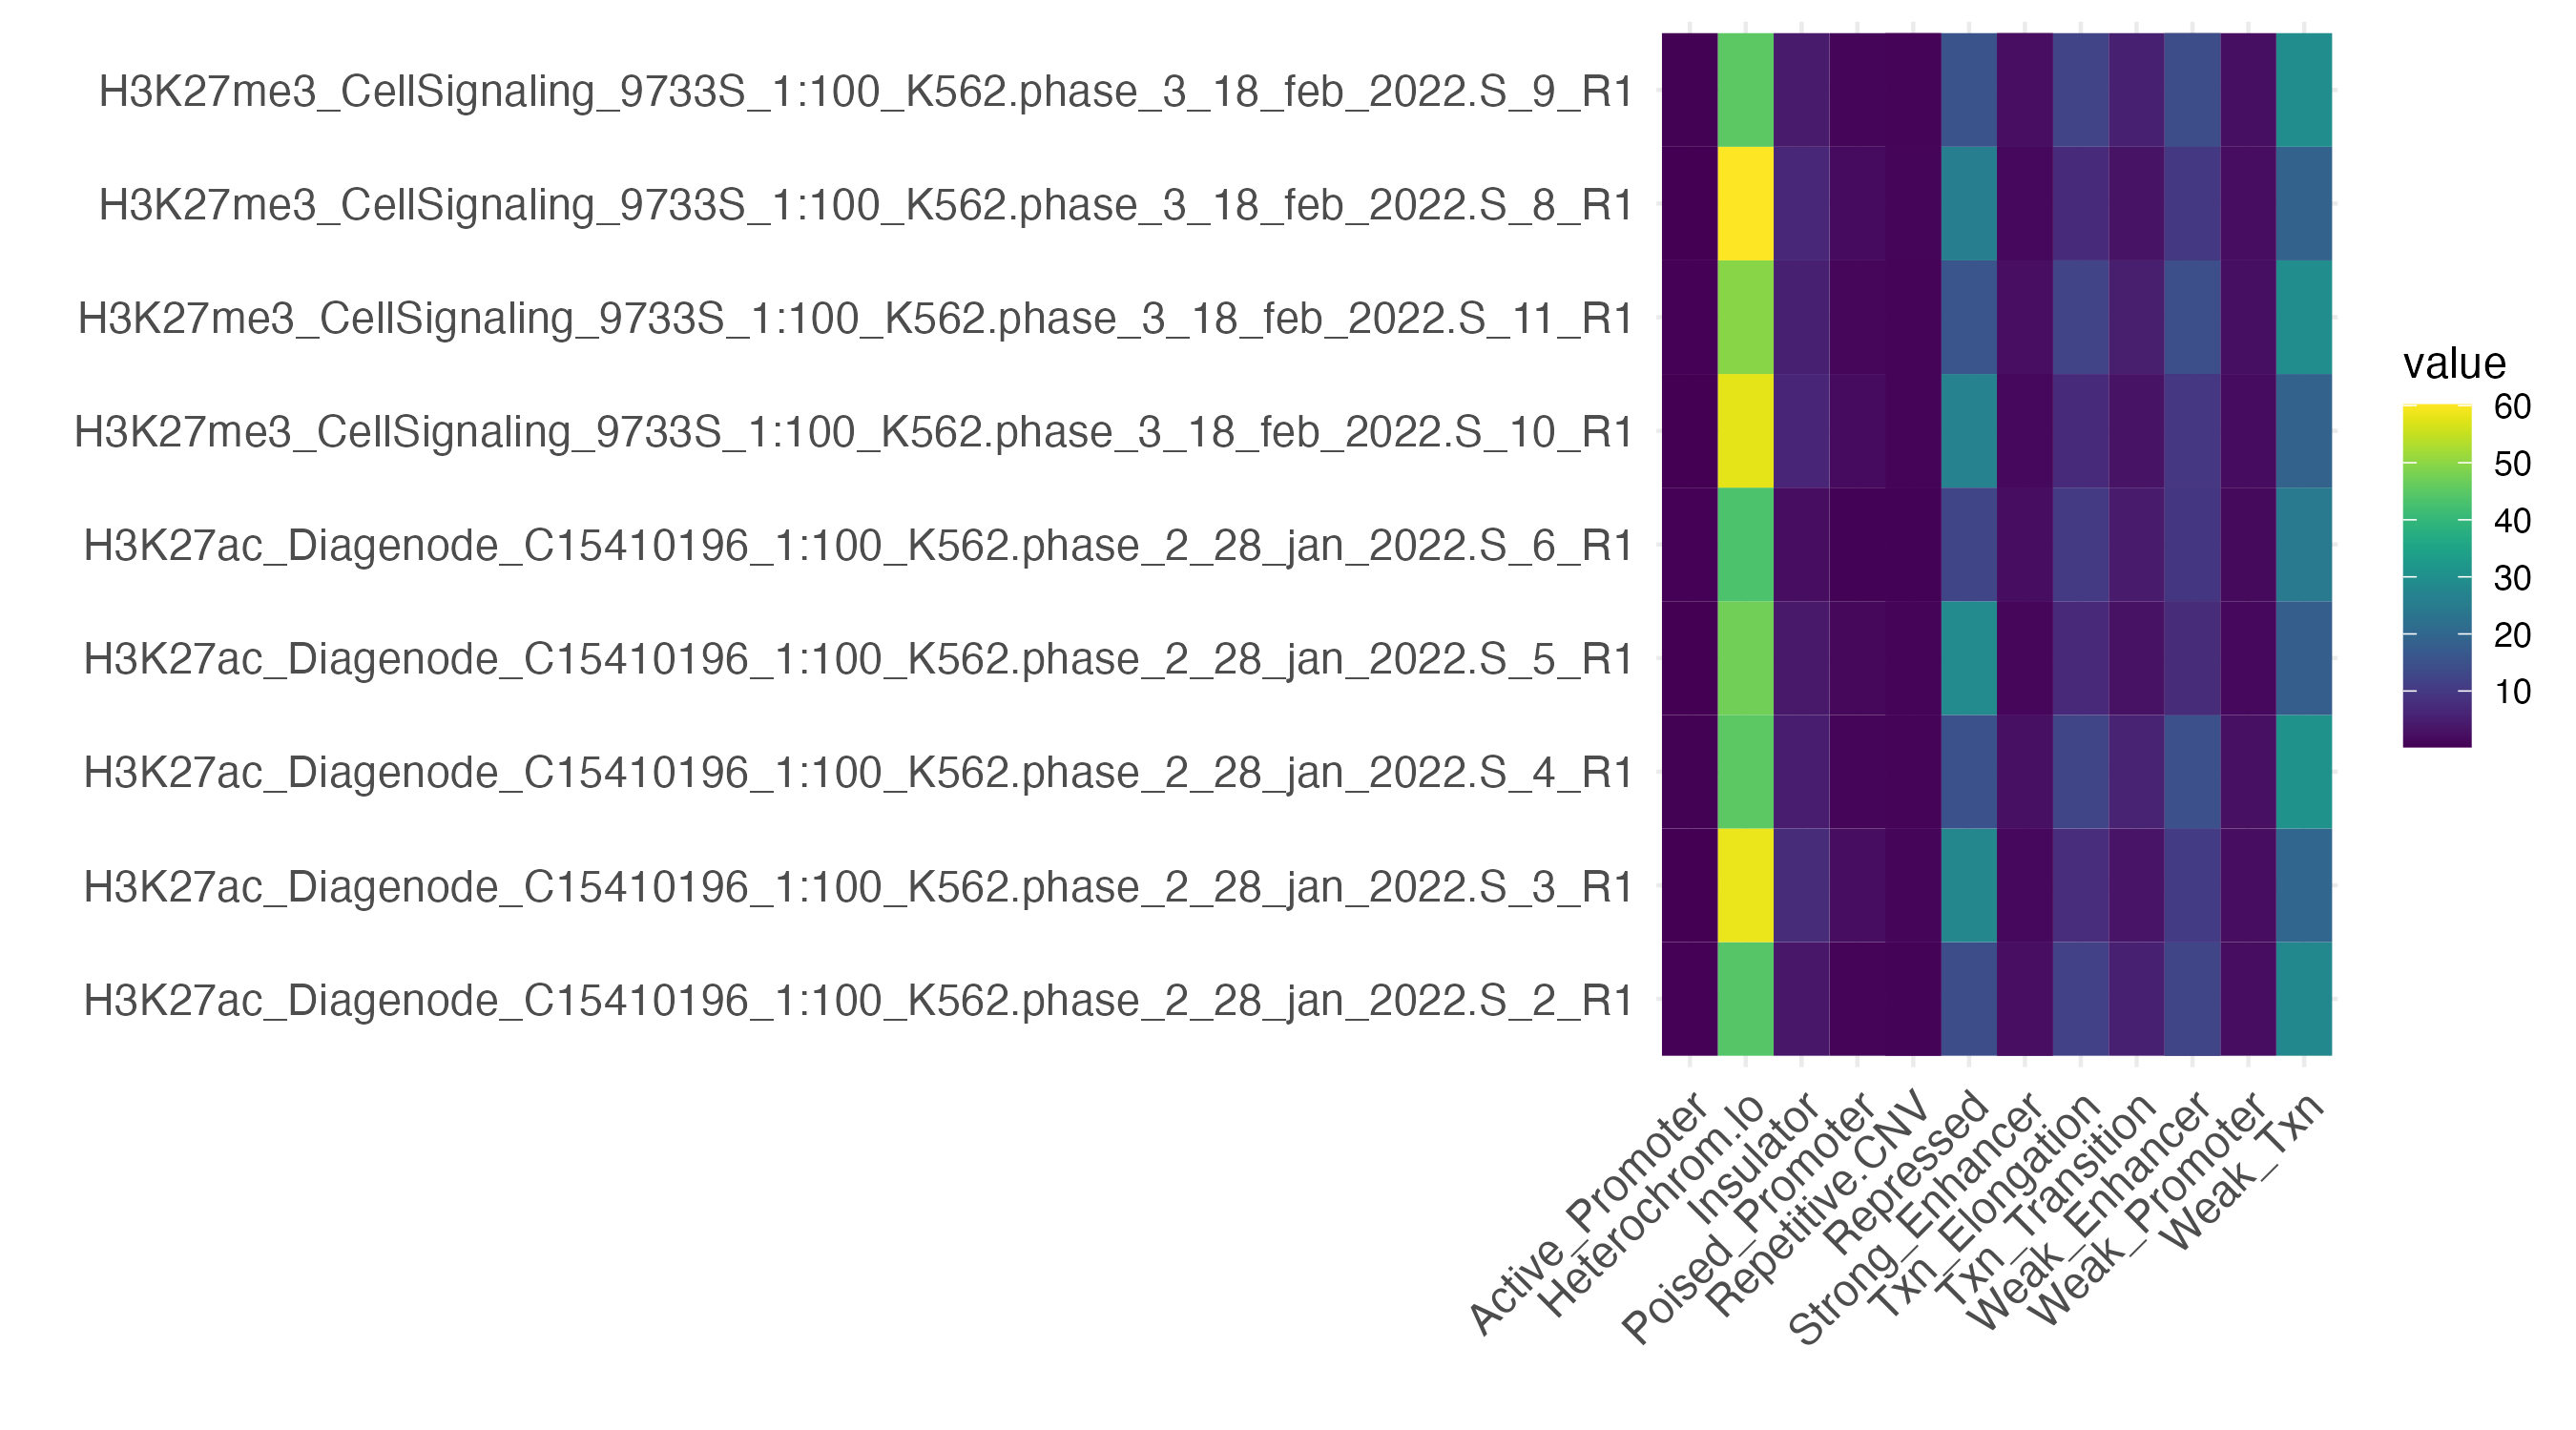 H3K27me3_CellSignaling_9733S_1:100_K562.phase_3_18_feb_2022.S_9_R1
H3K27me3_CellSignaling_9733S_1:100_K562.phase_3_18_feb_2022.S_8_R1
H3K27me3_CellSignaling_9733S_1:100_K562.phase_3_18_feb_2022.S_11_R1
H3K27me3_CellSignaling_9733S_1:100_K562.phase_3_18_feb_2022.S_10_R1
H3K27ac_Diagenode_C15410196_1:100_K562.phase_2_28_jan_2022.S_6_R1
H3K27ac_Diagenode_C15410196_1:100_K562.phase_2_28_jan_2022.S_5_R1
H3K27ac_Diagenode_C15410196_1:100_K562.phase_2_28_jan_2022.S_4_R1
H3K27ac_Diagenode_C15410196_1:100_K562.phase_2_28_jan_2022.S_3_R1
H3K27ac_Diagenode_C15410196_1:100_K562.phase_2_28_jan_2022.S_2_R1
Active_Promoter
Heterochrom.lo
Insulator
Poised_Promoter
Repetitive.CNV
Repressed
Strong_Enhancer
Txn_Elongation
Txn_Transition
Weak_Enhancer
Weak_Promoter
Weak_Txn
value
60
50
40
30
20
10